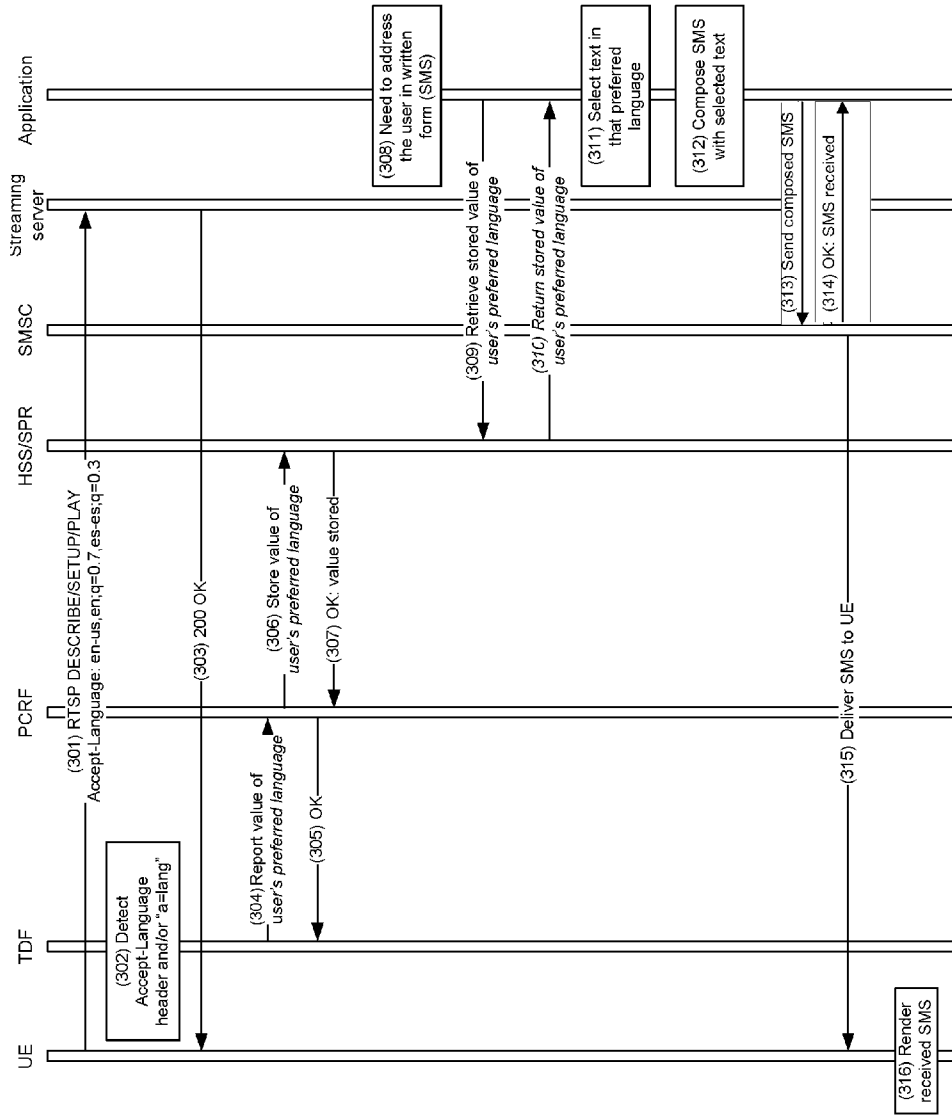 UE
TDF
PCRF
HSS/SPR
SMSC
Streaming
server
Application
(301) RTSP DESCRIBE/SETUP/PLAY
Accept-Language: en-us,en;q=0.7,es-es;q=0.3
(302) Detect
Accept-Language
header and/or "a=lang"
(303) 200 OK
(304) Report value of
user's preferred language
(305) OK
(306) Store value of
user's preferred language
(307) OK: value stored
(308) Need to address
the user in written
form (SMS)
(309) Retrieve stored value of
user's preferred language
(310) Return stored value of
user's preferred language
(311) Select text in
that preferred
language
(312) Compose SMS
with selected text
(313) Send composed SMS
(314) OK: SMS received
(315) Deliver SMS to UE
(316) Render
received SMS